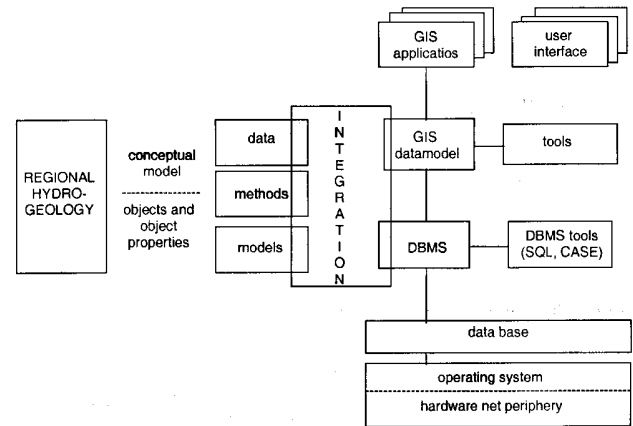 GIS
applicatios
user
interface
REGIONAL
HYDRO-
GEOLOGY
conceptual
model
objects and
object
properties
data
methods
models
INTEGRATION
GIS
datamodel
tools
DBMS
DBMS tools
(SQL, CASE)
data base
operating system
hardware net periphery